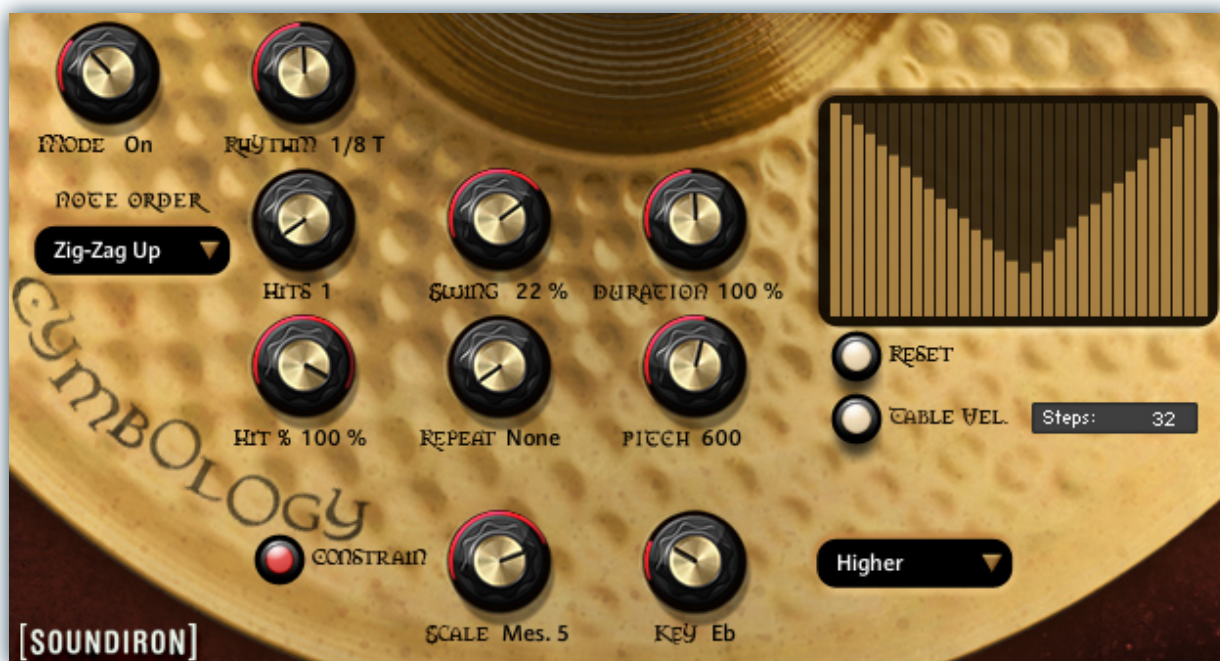 MODE On
RHYTHM 1/8 T
NOTE ORDER
Zig-Zag Up
HITS 1
SWING 22 %
DURATION 100 %
HIT % 100 %
REPEAT None
PITCH 600
RESET
TABLE VEL.
Steps: 32
CYMBOLOGY
CONSTRAIN
SCALE Mes. 5
KEY Eb
Higher
[SOUNDIRON]